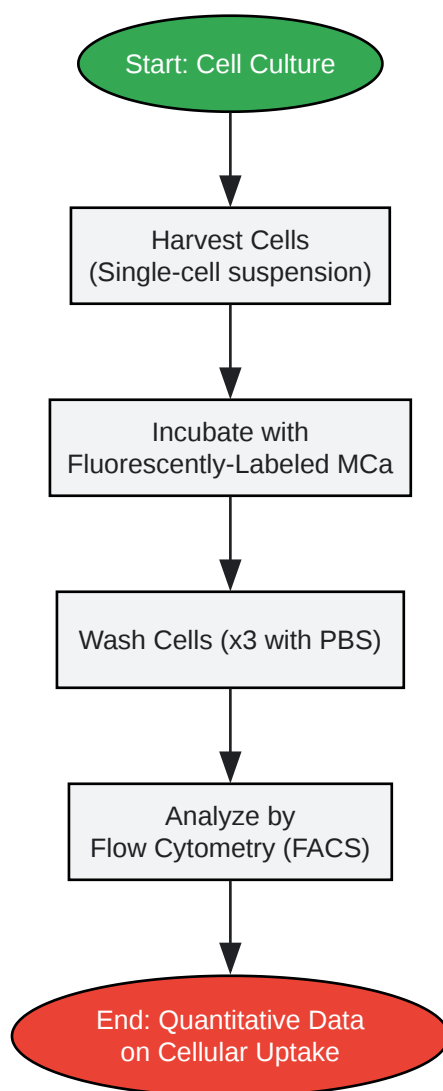 Start: Cell Culture
Harvest Cells
(Single-cell suspension)
Incubate with
Fluorescently-Labeled MCa
Wash Cells (x3 with PBS)
Analyze by
Flow Cytometry (FACS)
End: Quantitative Data
on Cellular Uptake